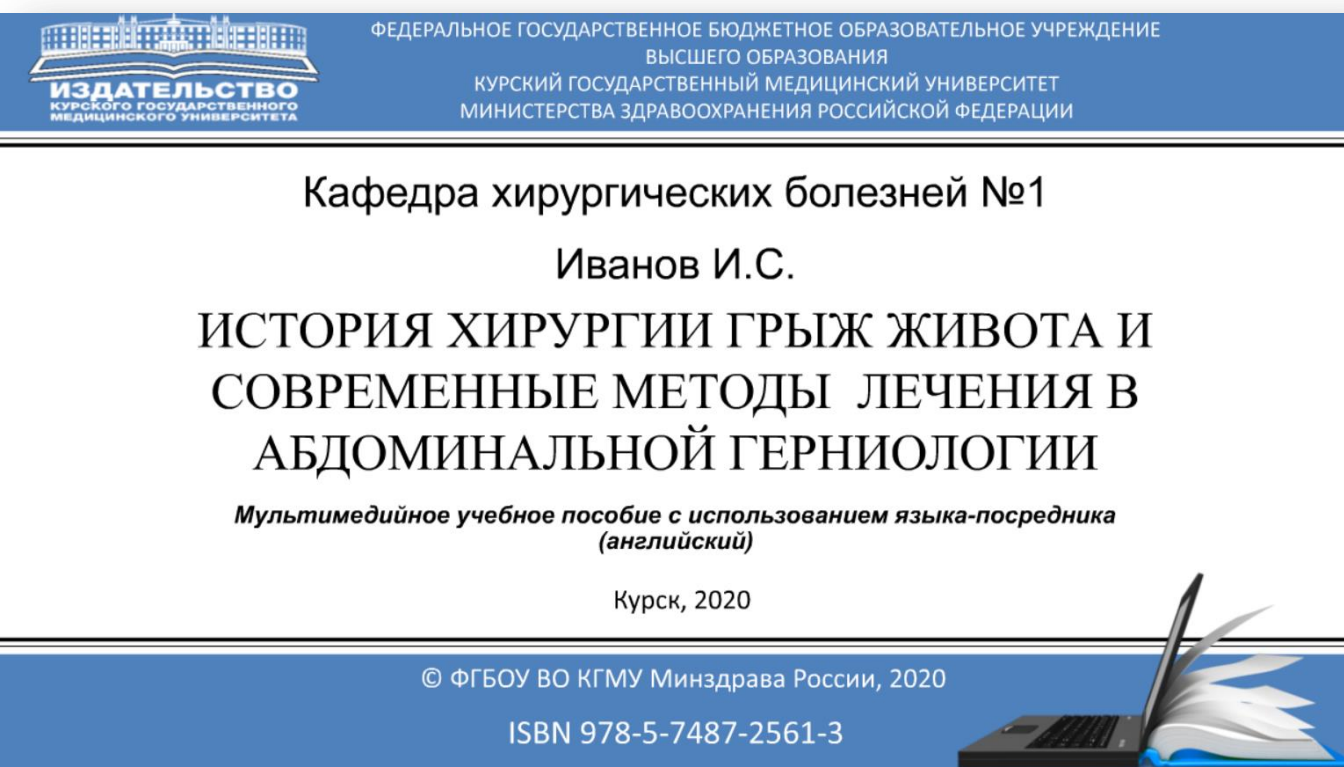 ИЗДАТЕЛЬСТВО
КУРСКОГО ГОСУДАРСТВЕННОГО
МЕДИЦИНСКОГО УНИВЕРСИТЕТА
ФЕДЕРАЛЬНОЕ ГОСУДАРСТВЕННОЕ БЮДЖЕТНОЕ ОБРАЗОВАТЕЛЬНОЕ УЧРЕЖДЕНИЕ
ВЫСШЕГО ОБРАЗОВАНИЯ
КУРСКИЙ ГОСУДАРСТВЕННЫЙ МЕДИЦИНСКИЙ УНИВЕРСИТЕТ
МИНИСТЕРСТВА ЗДРАВООХРАНЕНИЯ РОССИЙСКОЙ ФЕДЕРАЦИИ
Кафедра хирургических болезней №1
Иванов И.С.
ИСТОРИЯ ХИРУРГИИ ГРЫЖ ЖИВОТА И
СОВРЕМЕННЫЕ МЕТОДЫ ЛЕЧЕНИЯ В
АБДОМИНАЛЬНОЙ ГЕРНИОЛОГИИ
Мультимедийное учебное пособие с использованием языка-посредника
(английский)
Курск, 2020
© ФГБОУ ВО КГМУ Минздрава России, 2020
ISBN 978-5-7487-2561-3